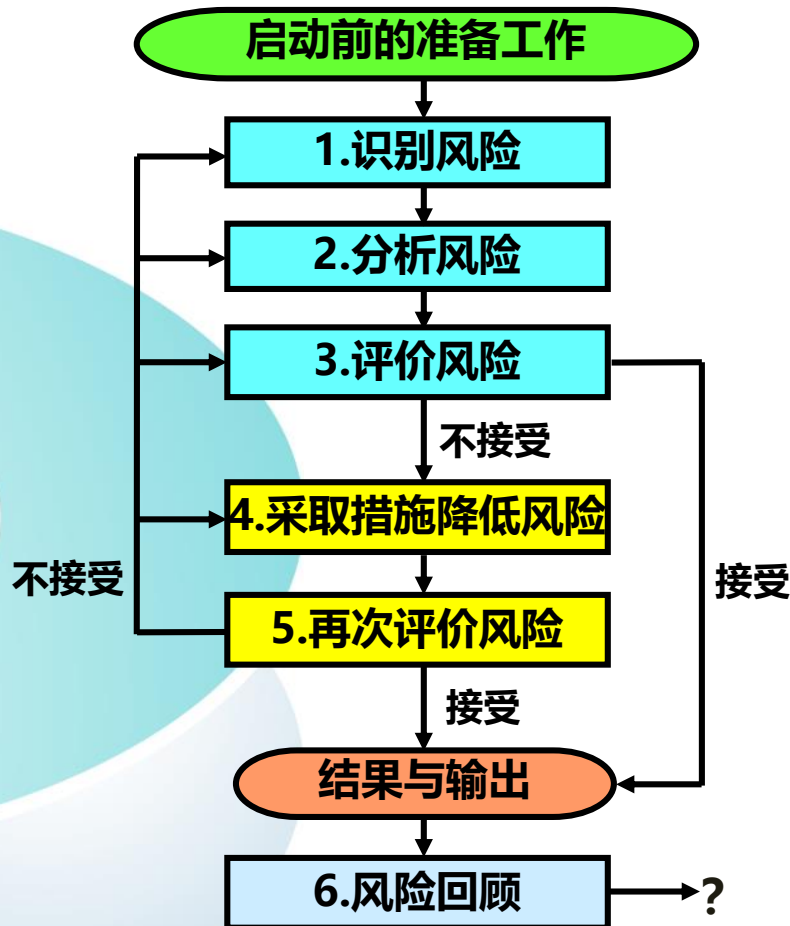 启动前的准备工作
1.识别风险
2.分析风险
3.评价风险
不接受
4.采取措施降低风险
不接受
接受
5.再次评价风险
接受
结果与输出
6.风险回顾
?